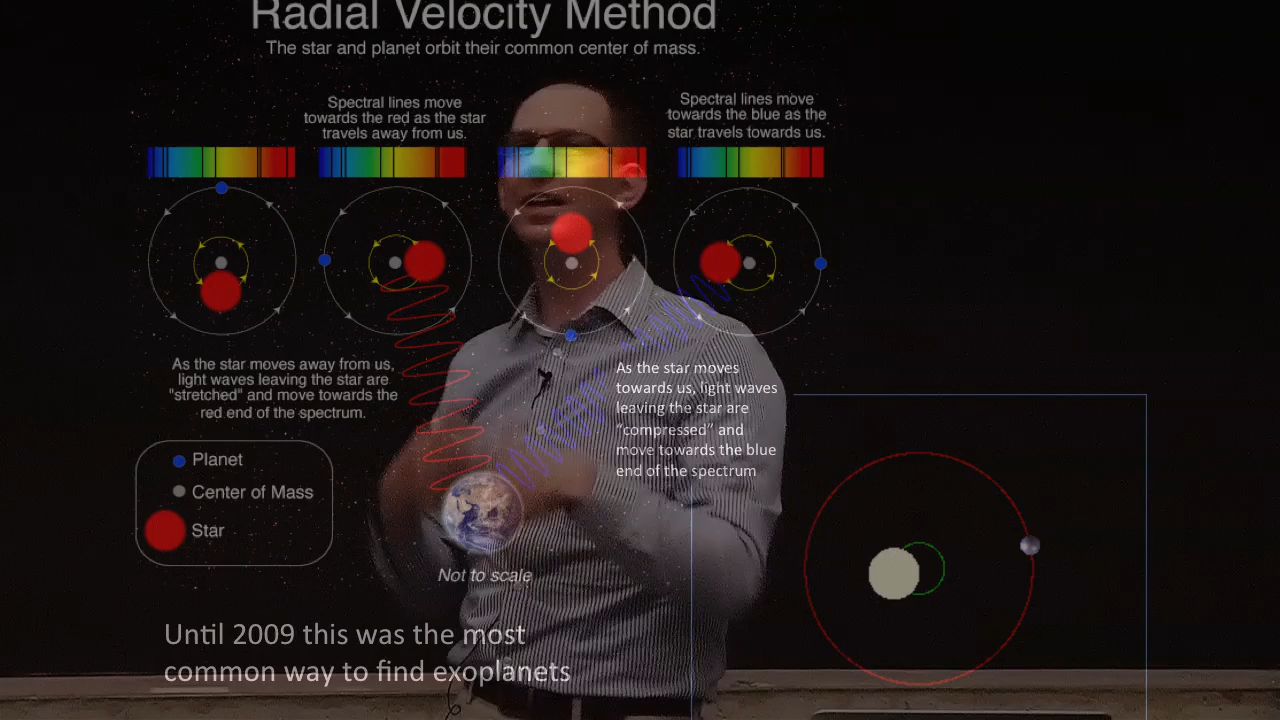 Radial Velocity Method
The star and planet orbit their common center of mass.
Spectral lines move
towards the red as the star
travels away from us.
Spectral lines move
towards the blue as the
star travels towards us.
As the star moves away from us,
light waves leaving the star are
"stretched" and move towards the
red end of the spectrum.
As the star moves
towards us, light waves
leaving the star are
“compressed” and
move towards the blue
end of the spectrum
Planet
Center of Mass
Star
Not to scale
Until 2009 this was the most
common way to find exoplanets